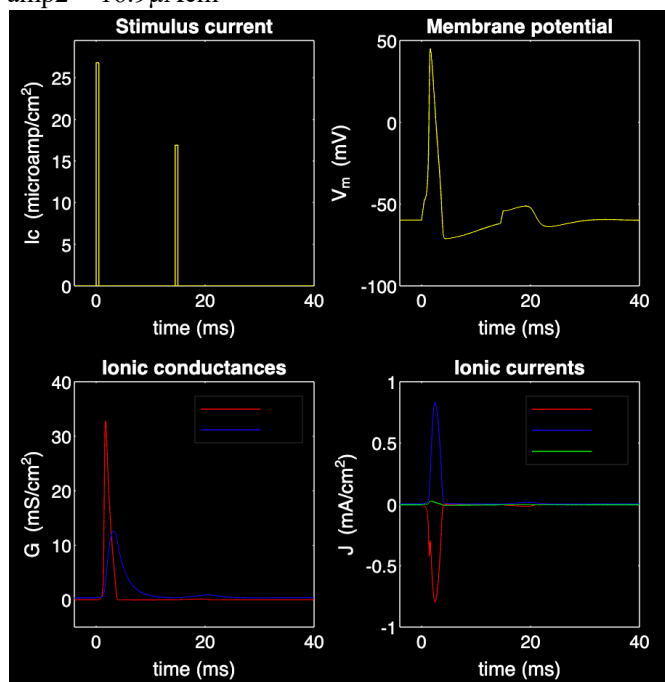 Stimulus current
Ic (microamp/cm²)
25
20
15
10
5
0
0 20 40
time (ms)
Membrane potential
Vm (mV)
50
0
-50
-100
0 20 40
time (ms)
Ionic conductances
G (mS/cm²)
40
30
20
10
0
0 20 40
time (ms)
Ionic currents
J (mA/cm²)
1
0.5
0
-0.5
-1
0 20 40
time (ms)